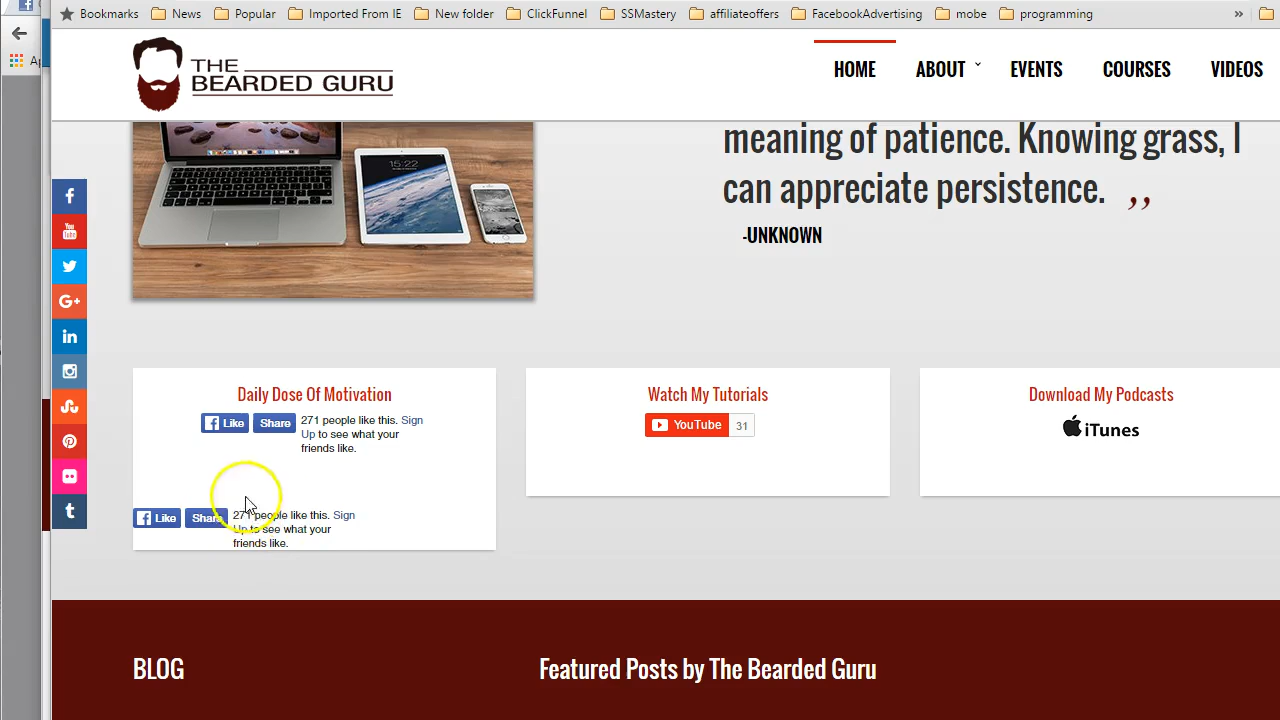 Bookmarks News Popular Imported From IE New folder ClickFunnel SSMastery affiliateoffers FacebookAdvertising mobe programming »
THE
BEARDED GURU
HOME ABOUT EVENTS COURSES VIDEOS
meaning of patience. Knowing grass, I
can appreciate persistence. ,,
-UNKNOWN
15:22
Daily Dose Of Motivation
Like Share 271 people like this. Sign
Up to see what your
friends like.
Like Share 271 people like this. Sign
Up to see what your
friends like.
Watch My Tutorials
YouTube 31
Download My Podcasts
iTunes
BLOG
Featured Posts by The Bearded Guru